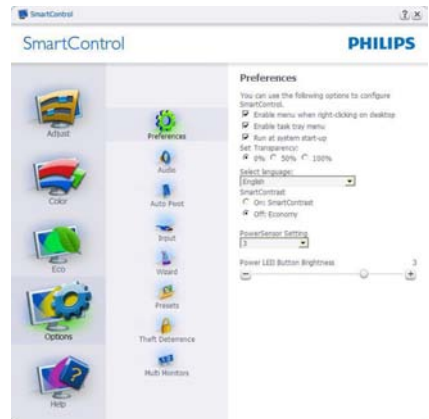 SmartControl
SmartControl
PHILIPS
Adjust
Color
Eco
Options
Help
Preferences
Audio
Auto Pivot
Input
Wizard
Presets
Theft Deterrence
Multi Monitors
Preferences
You can use the following options to configure
SmartControl.
Enable menu when right-clicking on desktop
Enable task tray menu
Run at system start-up
Set Transparency:
0% 50% 100%
Select language:
English
SmartContrast
On: SmartContrast
Off: Economy
PowerSensor Setting
3
Power LED Button Brightness 3